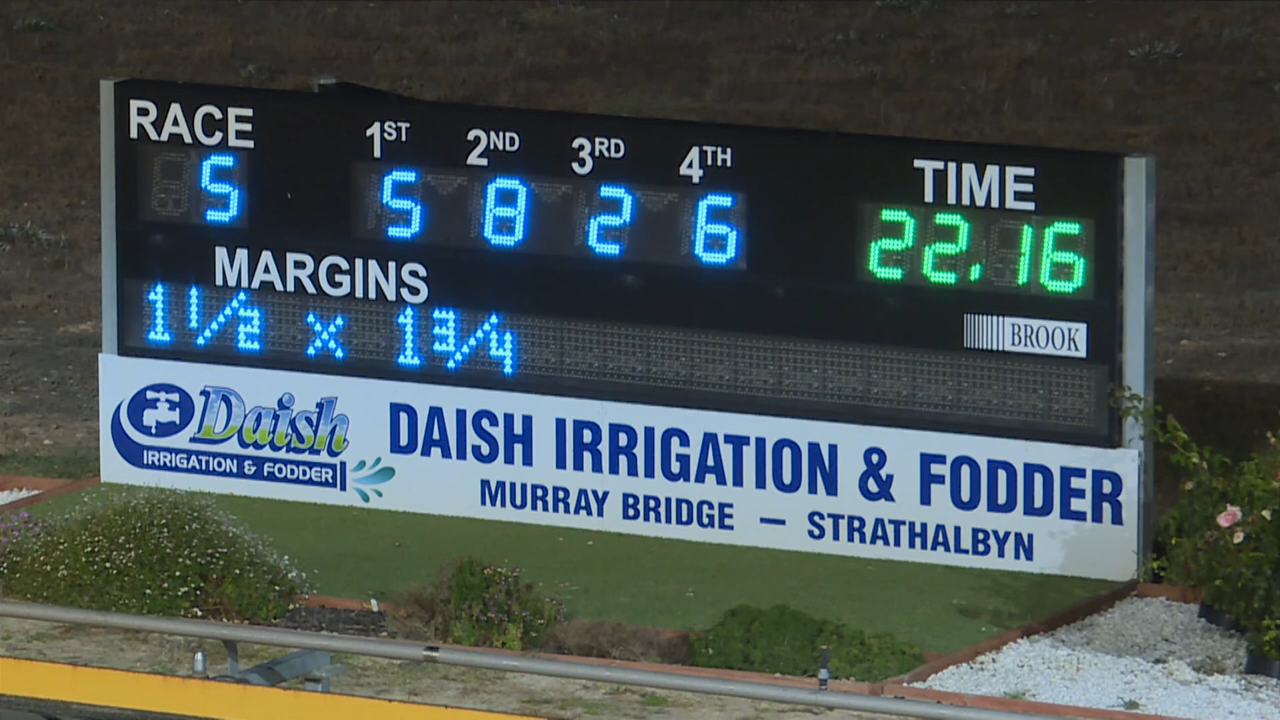 RACE 1ST 2ND 3RD 4TH TIME
5 5 8 2 6 22.16
MARGINS
1 1/2 x 1 3/4
BROOK
Daish
IRRIGATION & FODDER
DAISH IRRIGATION & FODDER
MURRAY BRIDGE – STRATHALBYN